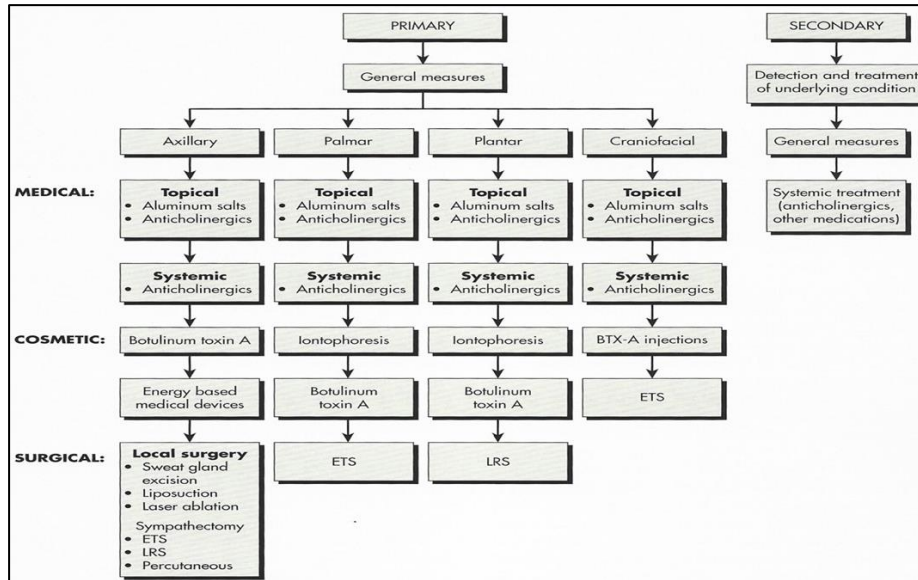 PRIMARY
SECONDARY
General measures
Detection and treatment
of underlying condition
Axillary
Palmar
Plantar
Craniofacial
General measures
MEDICAL:
Topical
• Aluminum salts
• Anticholinergics
Topical
• Aluminum salts
• Anticholinergics
Topical
• Aluminum salts
• Anticholinergics
Topical
• Aluminum salts
• Anticholinergics
Systemic treatment
(anticholinergics,
other medications)
Systemic
• Anticholinergics
Systemic
• Anticholinergics
Systemic
• Anticholinergics
Systemic
• Anticholinergics
COSMETIC:
Botulinum toxin A
Iontophoresis
Iontophoresis
BTX-A injections
Energy based
medical devices
Botulinum
toxin A
Botulinum
toxin A
ETS
SURGICAL:
Local surgery
• Sweat gland
excision
• Liposuction
• Laser ablation
Sympathectomy
• ETS
• LRS
• Percutaneous
ETS
LRS